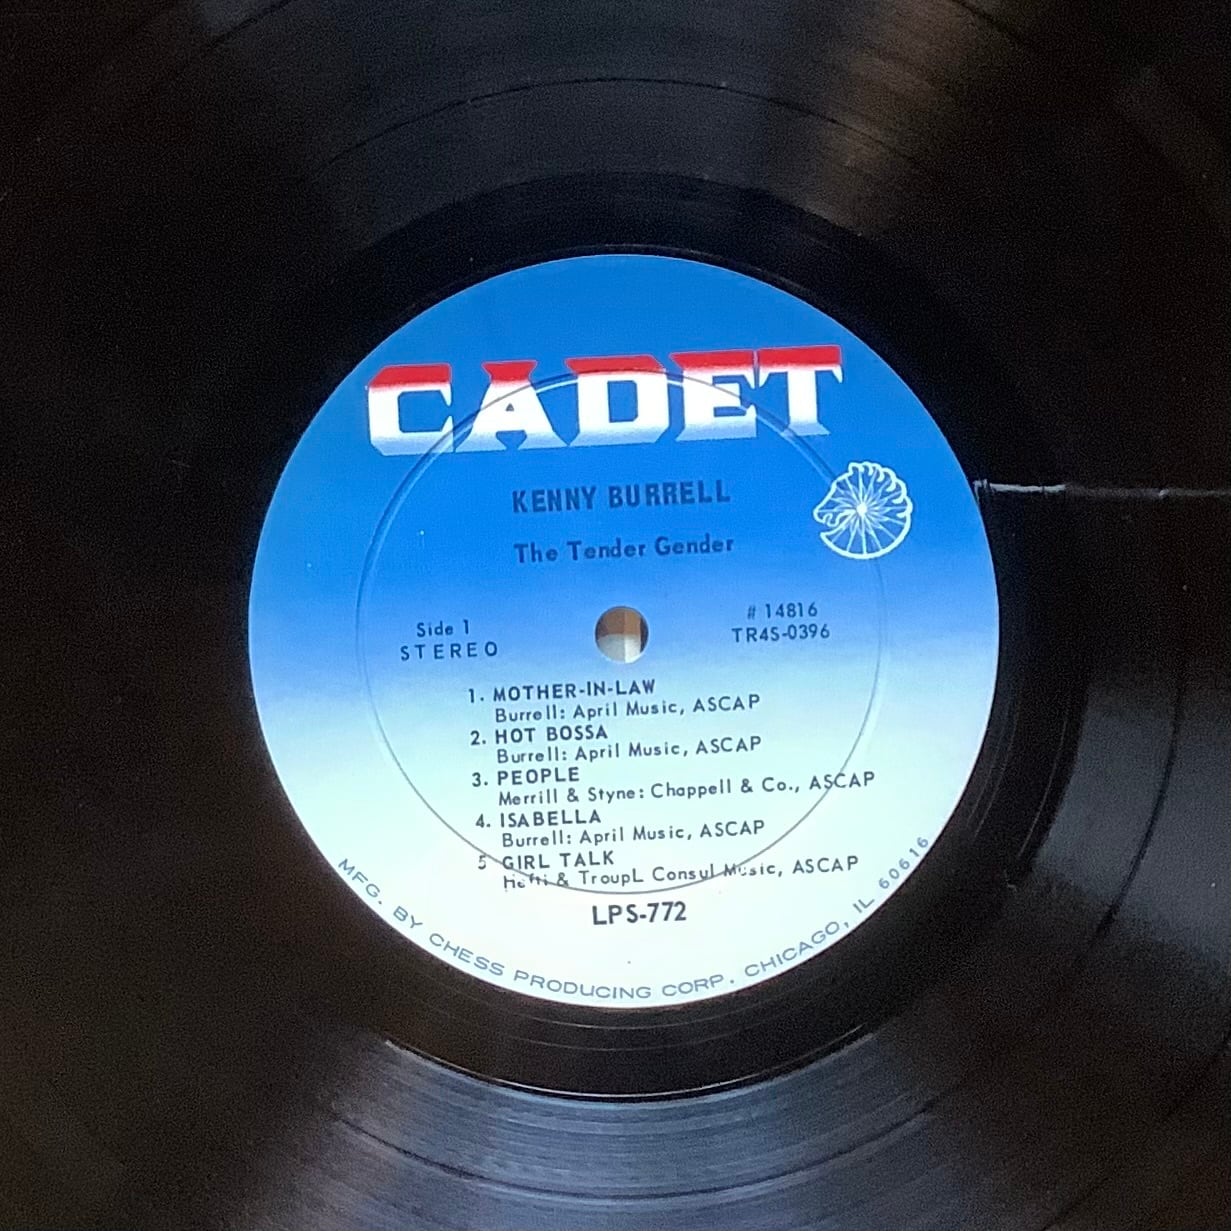 CADET
KENNY BURRELL
The Tender Gender
Side 1
STEREO
# 14816
TR4S-0396
1. MOTHER-IN-LAW
Burrell: April Music, ASCAP
2. HOT BOSSA
Burrell: April Music, ASCAP
3. PEOPLE
Merrill & Styne: Chappell & Co., ASCAP
4. ISABELLA
Burrell: April Music, ASCAP
5 GIRL TALK
Hefti & TroupL Consul Music, ASCAP
LPS-772
MFG. BY CHESS PRODUCING CORP. CHICAGO, IL 60616